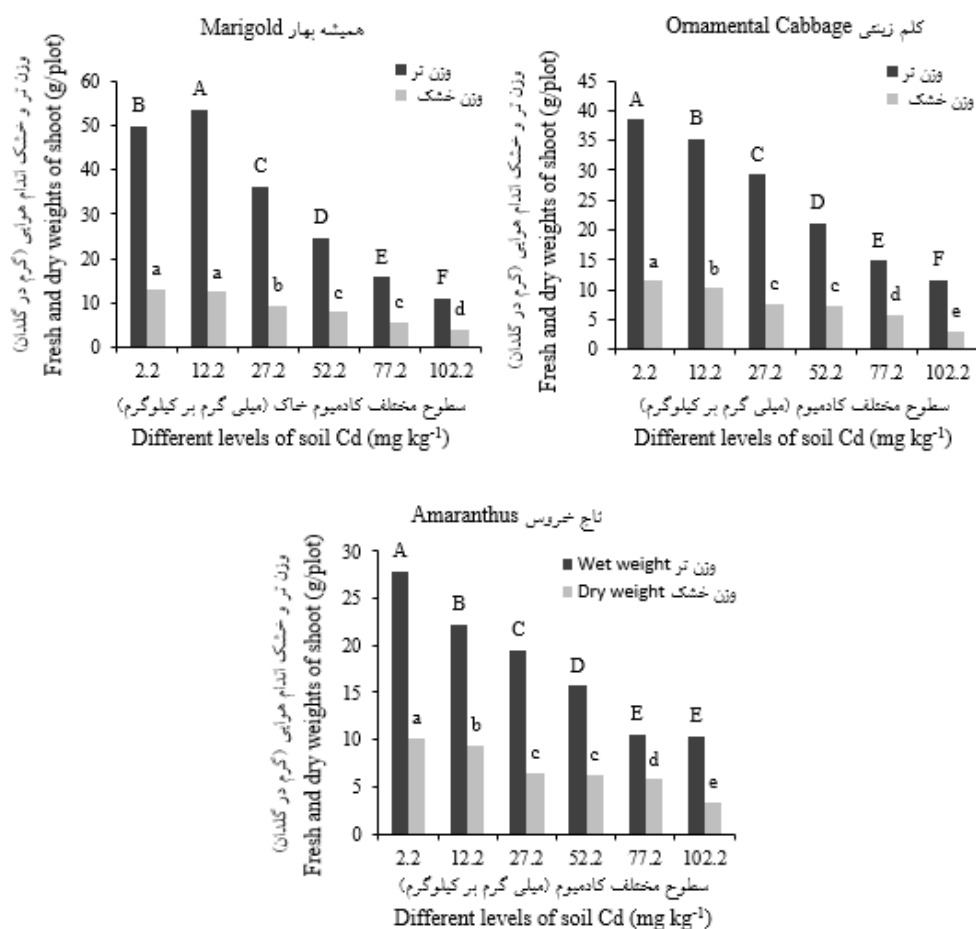 Marigold همیشه بهار
وزن تر و خشک اندام هوایی (گرم در گلدان)
Fresh and dry weights of shoot (g/plot)
وزن تر
وزن خشک
60
50
40
30
20
10
0
B
A
C
D
E
F
a
a
b
c
c
d
2.2 12.2 27.2 52.2 77.2 102.2
سطوح مختلف کادمیوم خاک (میلی گرم بر کیلوگرم)
Different levels of soil Cd (mg kg-1)
Ornamental Cabbage کلم زینتی
وزن تر و خشک اندام هوایی (گرم در گلدان)
Fresh and dry weights of shoot (g/plot)
وزن تر
وزن خشک
45
40
35
30
25
20
15
10
5
0
A
B
C
D
E
F
a
b
c
c
d
e
2.2 12.2 27.2 52.2 77.2 102.2
سطوح مختلف کادمیوم (میلی گرم بر کیلوگرم)
Different levels of soil Cd (mg kg-1)
Amaranthus تاج خروس
وزن تر و خشک اندام هوایی (گرم در گلدان)
Fresh and dry weights of shoot (g/plot)
Wet weight وزن تر
Dry weight وزن خشک
30
25
20
15
10
5
0
A
B
C
D
E
E
a
b
c
c
d
e
2.2 12.2 27.2 52.2 77.2 102.2
سطوح مختلف کادمیوم (میلی گرم بر کیلوگرم)
Different levels of soil Cd (mg kg-1)